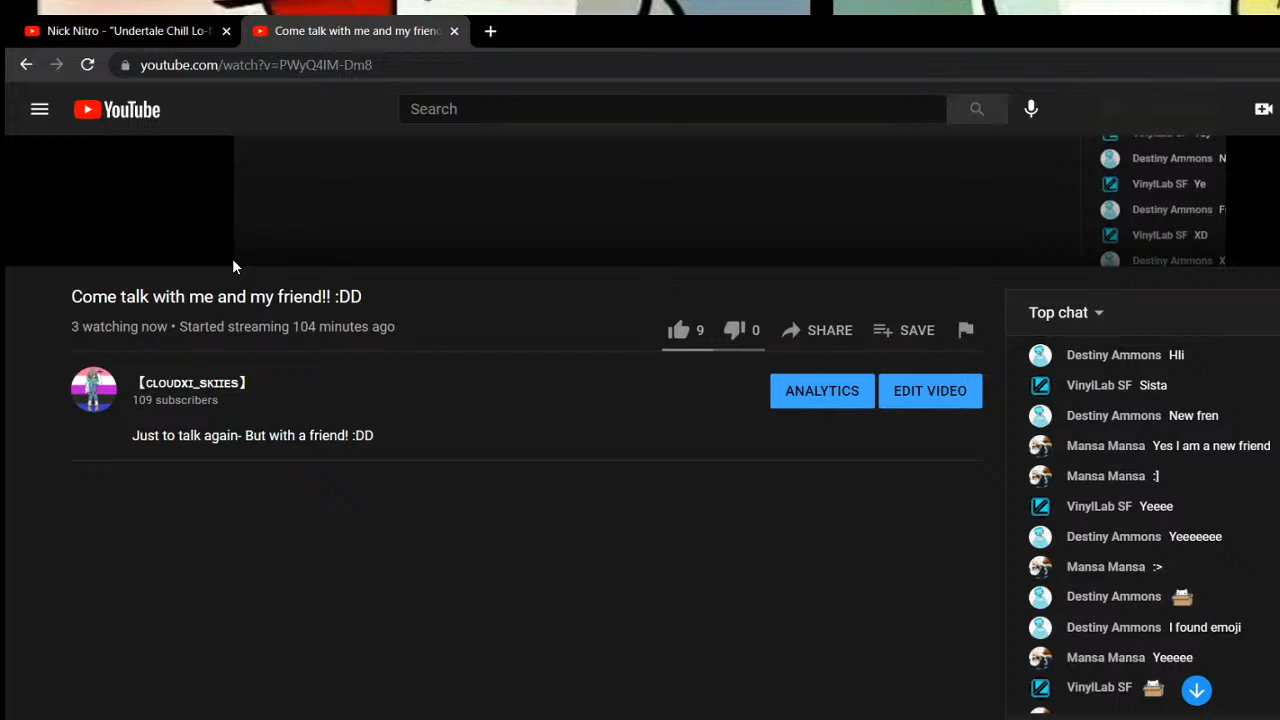 Nick Nitro - "Undertale Chill Lo-
Come talk with me and my frien
youtube.com/watch?v=PWyQ4IM-Dm8
YouTube
Search
Destiny Ammons N
VinylLab SF Ye
Destiny Ammons
VinylLab SF XD
Destiny Ammons X
Come talk with me and my friend!! :DD
3 watching now • Started streaming 104 minutes ago
9
0
SHARE
SAVE
【CLOUDXI_SKIIES】
109 subscribers
ANALYTICS
EDIT VIDEO
Just to talk again- But with a friend! :DD
Top chat
Destiny Ammons HIi
VinylLab SF Sista
Destiny Ammons New fren
Mansa Mansa Yes I am a new friend
Mansa Mansa :]
VinylLab SF Yeeee
Destiny Ammons Yeeeeeee
Mansa Mansa :>
Destiny Ammons
Destiny Ammons I found emoji
Mansa Mansa Yeeeee
VinylLab SF